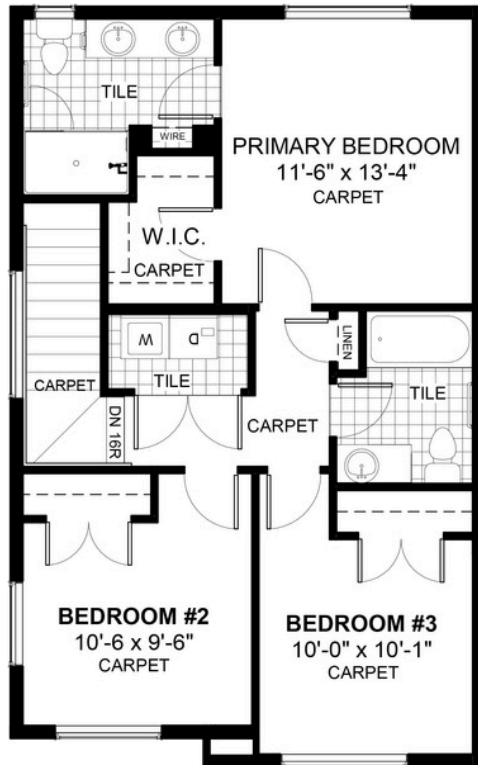 TILE
WIRE
PRIMARY BEDROOM
11'-6" x 13'-4"
CARPET
W.I.C.
CARPET
W
D
TILE
LINEN
CARPET
DN 16R
CARPET
TILE
BEDROOM #2
10'-6 x 9'-6"
CARPET
BEDROOM #3
10'-0" x 10'-1"
CARPET